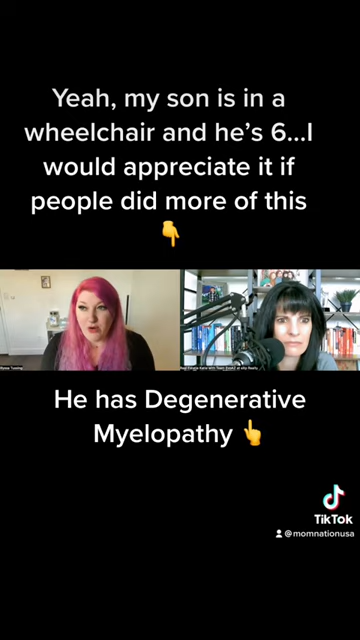 Yeah, my son is in a
wheelchair and he's 6...I
would appreciate it if
people did more of this
👇
He has Degenerative
Myelopathy 👆
TikTok
@momnationusa